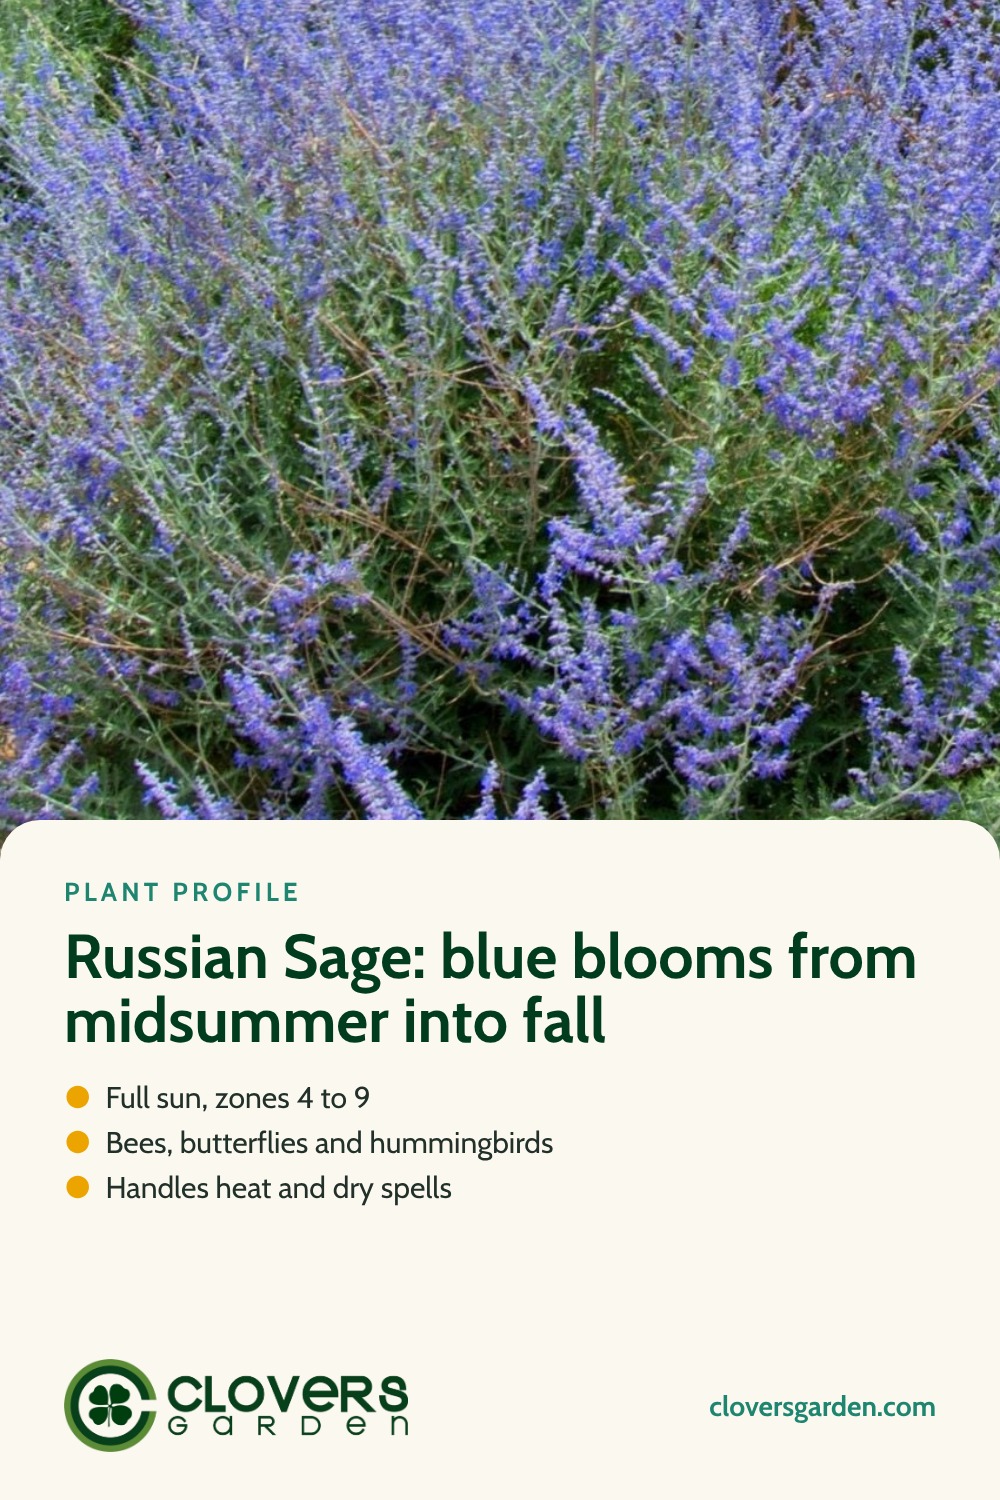 PLANT PROFILE
Russian Sage: blue blooms from
midsummer into fall
Full sun, zones 4 to 9
Bees, butterflies and hummingbirds
Handles heat and dry spells
CLOVERS
GARDEN
cloversgarden.com